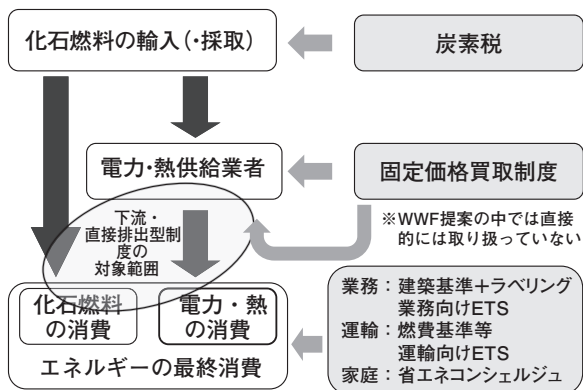 化石燃料の輸入(・採取)
炭素税
電力・熱供給業者
固定価格買取制度
※WWF提案の中では直接
的には取り扱っていない
下流・
直接排出型制
度の
対象範囲
化石燃料
の消費
電力・熱
の消費
エネルギーの最終消費
業務：建築基準＋ラベリング
業務向けETS
運輸：燃費基準等
運輸向けETS
家庭：省エネコンシェルジュ